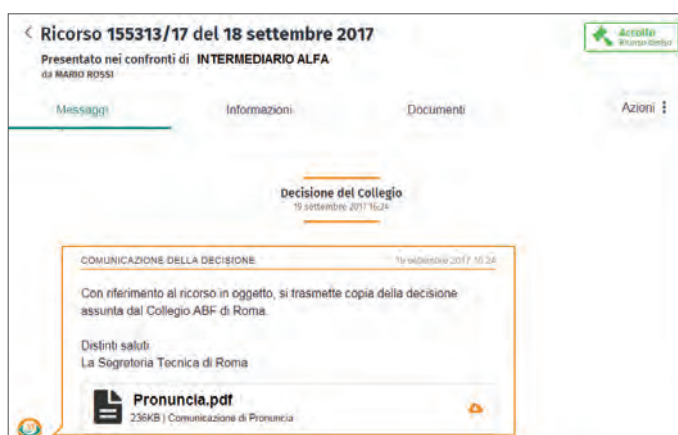 < Ricorso 155313/17 del 18 settembre 2017
Accolto
Ricorso deciso
Presentato nei confronti di INTERMEDIARIO ALFA
da MARIO ROSSI
Messaggi Informazioni Documenti Azioni
Decisione del Collegio
19 settembre 2017 16:24
COMUNICAZIONE DELLA DECISIONE 19 settembre 2017 16:24
Con riferimento al ricorso in oggetto, si trasmette copia della decisione
assunta dal Collegio ABF di Roma.
Distinti saluti
La Segreteria Tecnica di Roma
Pronuncia.pdf
236KB | Comunicazione di Pronuncia